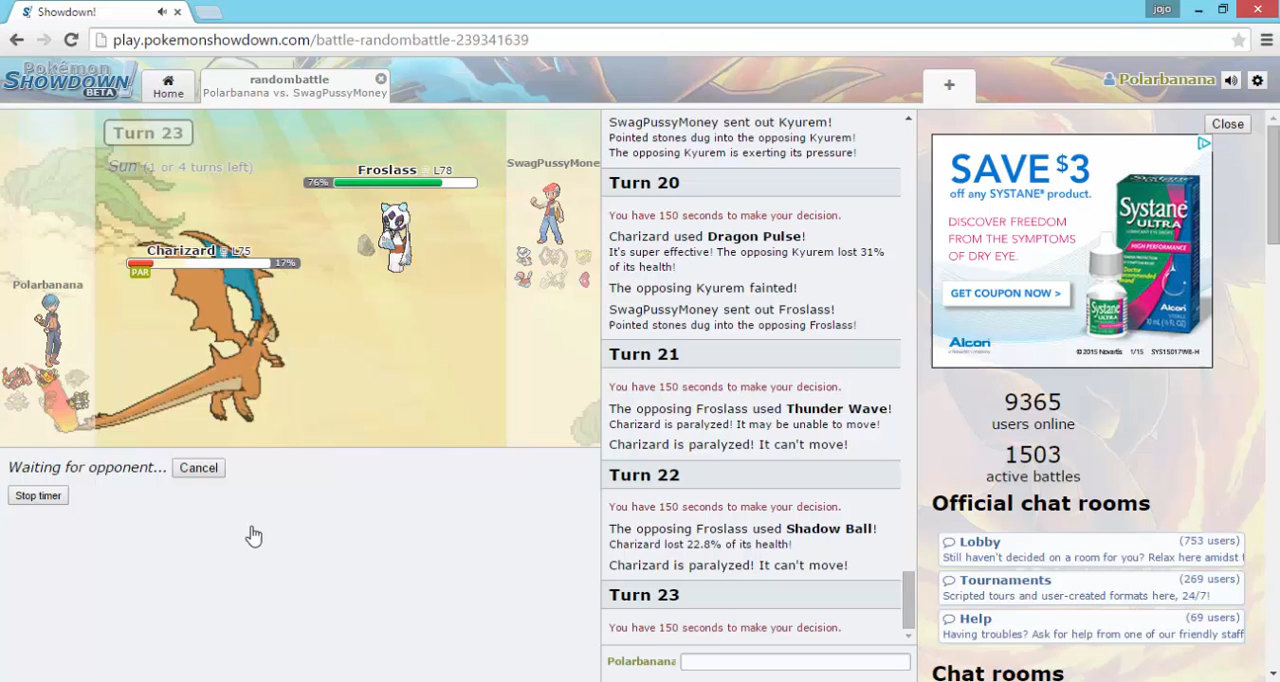 Showdown!
jojo
play.pokemonshowdown.com/battle-randombattle-239341639
Pokémon
SHOWDOWN
BETA
Home
randombattle
Polarbanana vs. SwagPussyMoney
+
Polarbanana
Turn 23
Sun (1 or 4 turns left)
Froslass L78
76%
SwagPussyMone
Charizard L75
17%
PAR
Polarbanana
Waiting for opponent... Cancel
Stop timer
SwagPussyMoney sent out Kyurem!
Pointed stones dug into the opposing Kyurem!
The opposing Kyurem is exerting its pressure!
Turn 20
You have 150 seconds to make your decision.
Charizard used Dragon Pulse!
It's super effective! The opposing Kyurem lost 31%
of its health!
The opposing Kyurem fainted!
SwagPussyMoney sent out Froslass!
Pointed stones dug into the opposing Froslass!
Turn 21
You have 150 seconds to make your decision.
The opposing Froslass used Thunder Wave!
Charizard is paralyzed! It may be unable to move!
Charizard is paralyzed! It can't move!
Turn 22
You have 150 seconds to make your decision.
The opposing Froslass used Shadow Ball!
Charizard lost 22.8% of its health!
Charizard is paralyzed! It can't move!
Turn 23
You have 150 seconds to make your decision.
Polarbanana
Close
SAVE $3
off any SYSTANE® product.
DISCOVER FREEDOM
FROM THE SYMPTOMS
OF DRY EYE.
GET COUPON NOW >
Alcon
© 2015 Novartis 1/15 SYS15017WB-H
Systane
ULTRA
HIGH PERFORMANCE
Systane
ULTRA
Alcon
9365
users online
1503
active battles
Official chat rooms
Lobby (753 users)
Still haven't decided on a room for you? Relax here amidst t
Tournaments (269 users)
Scripted tours and user-created formats here, 24/7!
Help (69 users)
Having troubles? Ask for help from one of our friendly staff
Chat rooms